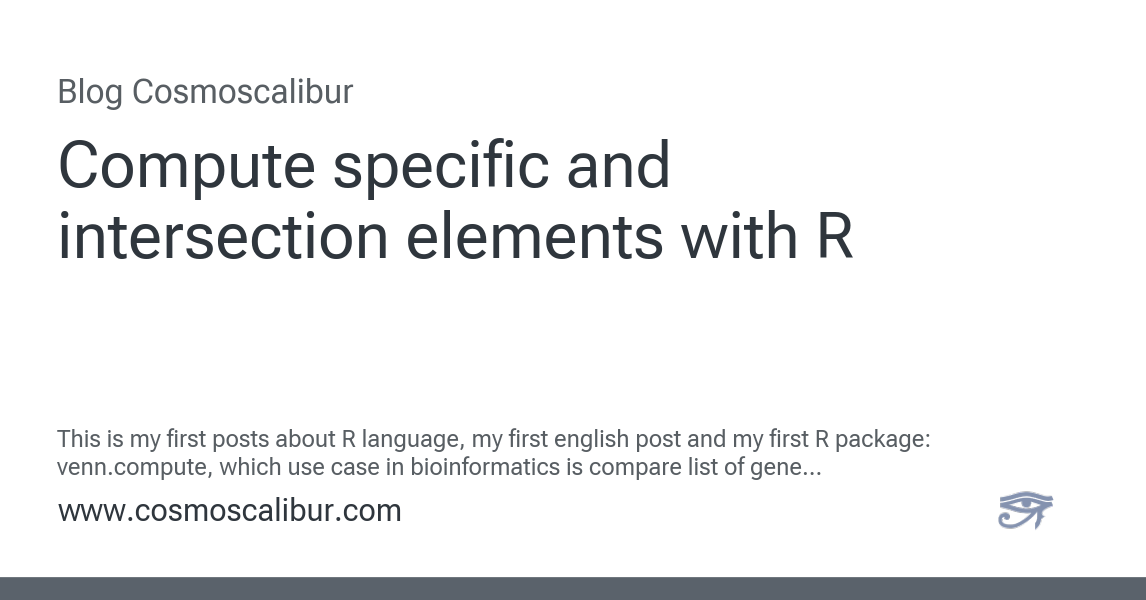 Blog Cosmoscalibur
Compute specific and
intersection elements with R
This is my first posts about R language, my first english post and my first R package:
venn.compute, which use case in bioinformatics is compare list of gene...
www.cosmoscalibur.com